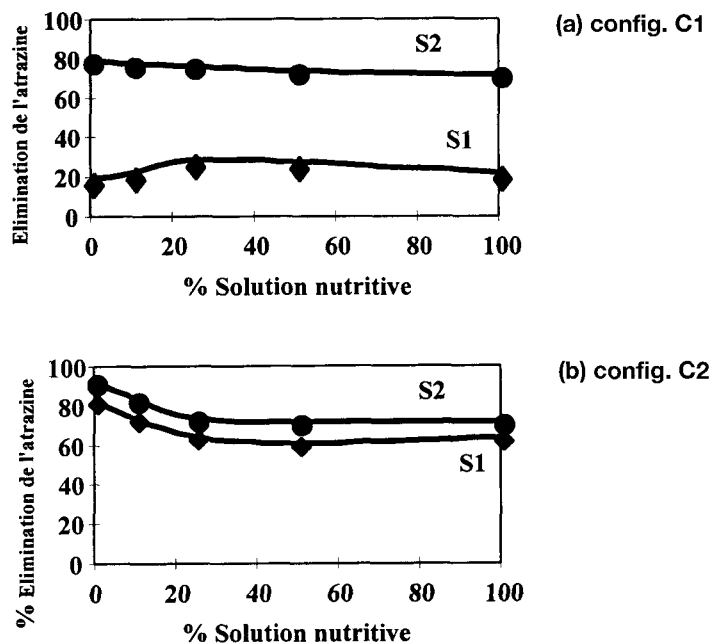 (a) config. C1
Elimination de l'atrazine
100
80
60
40
20
0
S2
S1
0 20 40 60 80 100
% Solution nutritive
(b) config. C2
% Elimination de l'atrazine
100
80
60
40
20
0
S2
S1
0 20 40 60 80 100
% Solution nutritive